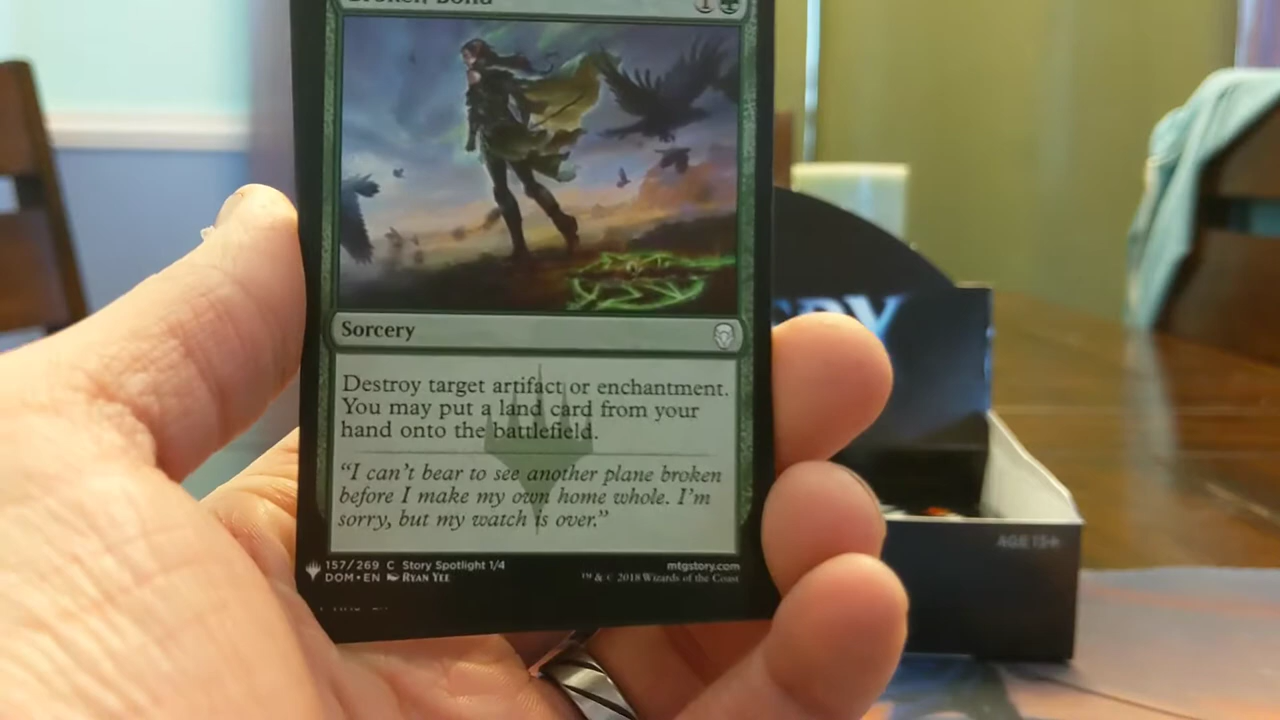 Broken Bond
Sorcery
Destroy target artifact or enchantment.
You may put a land card from your
hand onto the battlefield.
“I can’t bear to see another plane broken
before I make my own home whole. I’m
sorry, but my watch is over.”
157/269 C Story Spotlight 1/4
mtgstory.com
DOM • EN RYAN YEE
™ & © 2018 Wizards of the Coast
AGE 13+